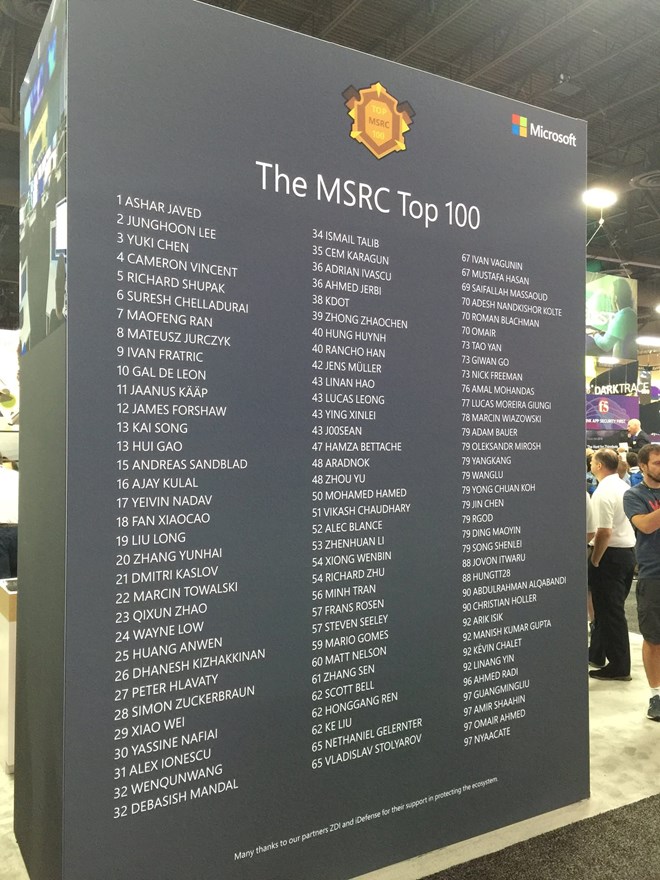 TOP
MSRC
100
Microsoft
The MSRC Top 100
1 ASHAR JAVED
2 JUNGHOON LEE
3 YUKI CHEN
4 CAMERON VINCENT
5 RICHARD SHUPAK
6 SURESH CHELLADURAI
7 MAOFENG RAN
8 MATEUSZ JURCZYK
9 IVAN FRATRIC
10 GAL DE LEON
11 JAANUS KÄÄP
12 JAMES FORSHAW
13 KAI SONG
13 HUI GAO
15 ANDREAS SANDBLAD
16 AJAY KULAL
17 YEIVIN NADAV
18 FAN XIAOCAO
19 LIU LONG
20 ZHANG YUNHAI
21 DMITRI KASLOV
22 MARCIN TOWALSKI
23 QIXUN ZHAO
24 WAYNE LOW
25 HUANG ANWEN
26 DHANESH KIZHAKKINAN
27 PETER HLAVATY
28 SIMON ZUCKERBRAUN
29 XIAO WEI
30 YASSINE NAFIAI
31 ALEX IONESCU
32 WENQUNWANG
32 DEBASISH MANDAL
34 ISMAIL TALIB
35 CEM KARAGUN
36 ADRIAN IVASCU
36 AHMED JERBI
38 KDOT
39 ZHONG ZHAOCHEN
40 HUNG HUYNH
40 RANCHO HAN
42 JENS MÜLLER
43 LINAN HAO
43 LUCAS LEONG
43 YING XINLEI
43 J00SEAN
47 HAMZA BETTACHE
48 ARADNOK
48 ZHOU YU
50 MOHAMED HAMED
51 VIKASH CHAUDHARY
52 ALEC BLANCE
53 ZHENHUAN LI
54 XIONG WENBIN
54 RICHARD ZHU
56 MINH TRAN
57 FRANS ROSEN
57 STEVEN SEELEY
59 MARIO GOMES
60 MATT NELSON
61 ZHANG SEN
62 SCOTT BELL
62 HONGGANG REN
62 KE LIU
65 NETHANIEL GELERNTER
65 VLADISLAV STOLYAROV
67 IVAN VAGUNIN
67 MUSTAFA HASAN
69 SAIFALLAH MASSAOUD
70 ADESH NANDKISHOR KOLTE
70 ROMAN BLACHMAN
70 OMAIR
73 TAO YAN
73 GIWAN GO
73 NICK FREEMAN
76 AMAL MOHANDAS
77 LUCAS MOREIRA GIUNGI
78 MARCIN WIAZOWSKI
79 ADAM BAUER
79 OLEKSANDR MIROSH
79 YANGKANG
79 WANGLU
79 YONG CHUAN KOH
79 JIN CHEN
79 RGOD
79 DING MAOYIN
79 SONG SHENLEI
88 JOVON ITWARU
88 HUNGTT28
90 ABDULRAHMAN ALQABANDI
90 CHRISTIAN HOLLER
92 ARIK ISIK
92 MANISH KUMAR GUPTA
92 KÉVIN CHALET
92 LINANG YIN
96 AHMED RADI
97 GUANGMINGLIU
97 AMIR SHAAHIN
97 OMAIR AHMED
97 NYAACATE
Many thanks to our partners ZDI and iDefense for their support in protecting the ecosystem.
DARKTRACE